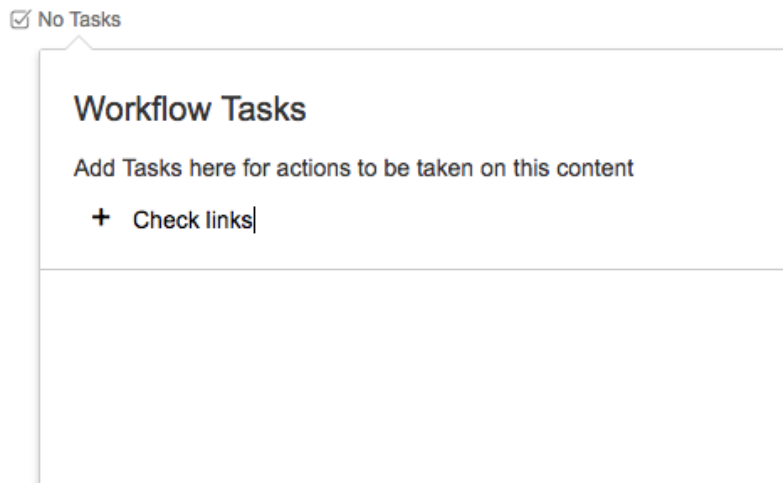 No Tasks
Workflow Tasks
Add Tasks here for actions to be taken on this content
+ Check links